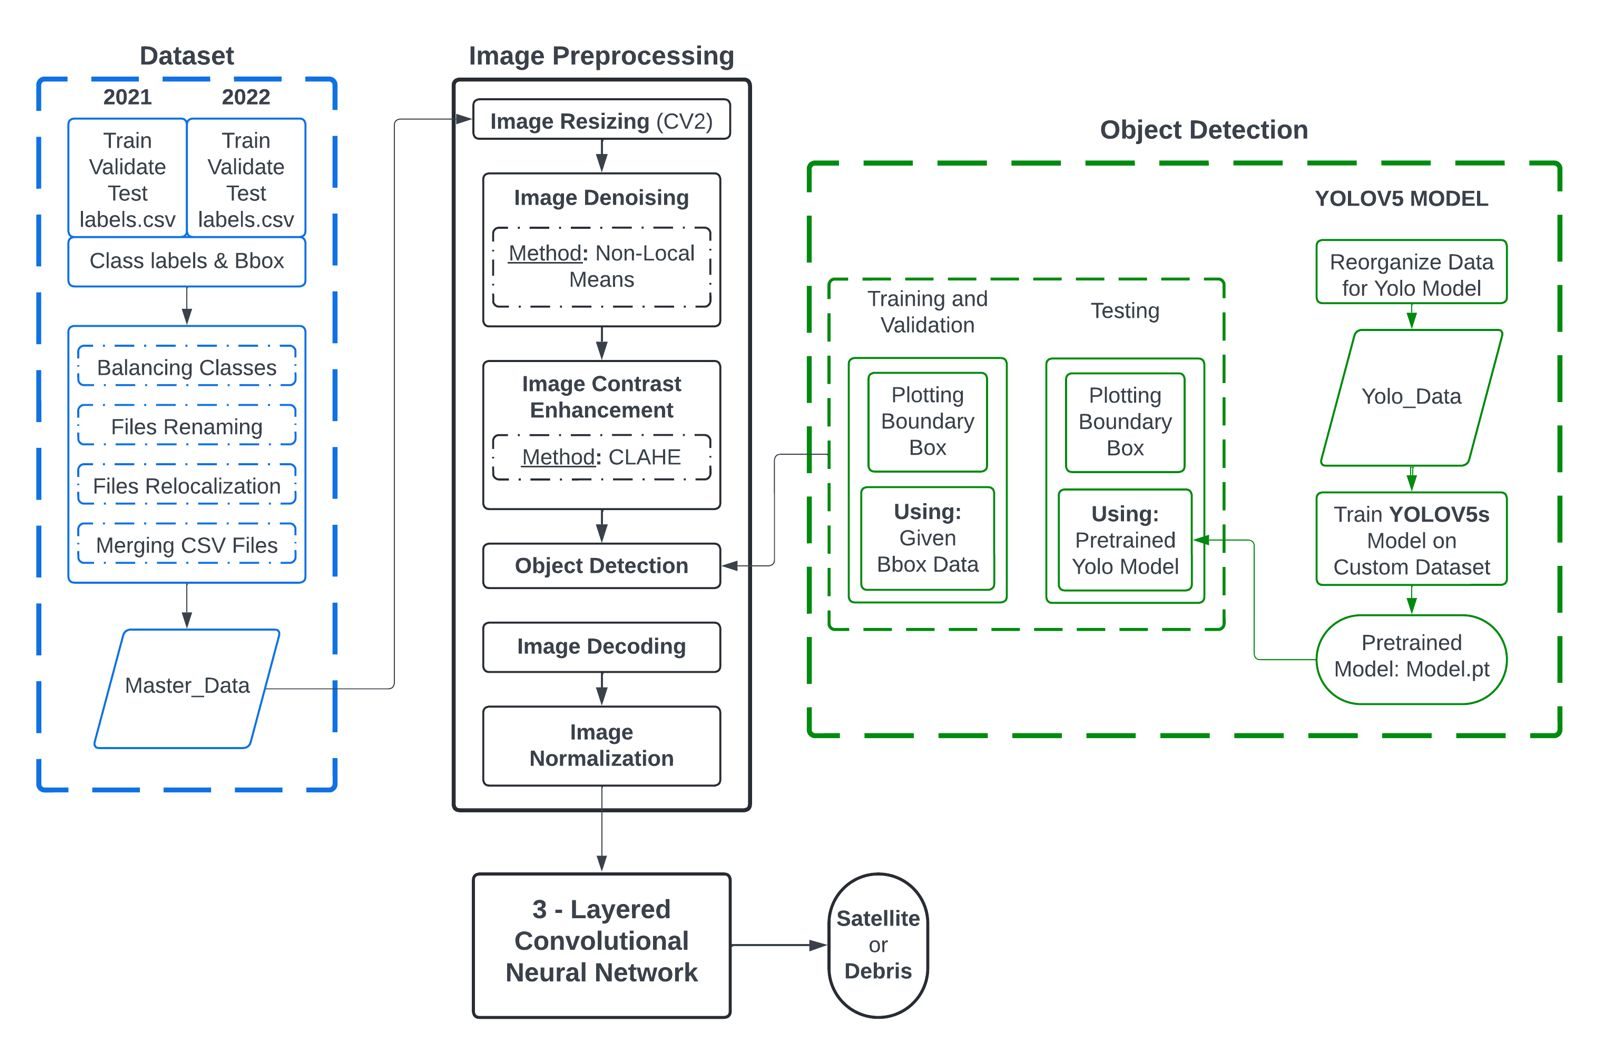 Dataset
2021
2022
Train
Validate
Test
labels.csv
Train
Validate
Test
labels.csv
Class labels & Bbox
Balancing Classes
Files Renaming
Files Relocalization
Merging CSV Files
Master_Data
Image Preprocessing
Image Resizing (CV2)
Image Denoising
Method: Non-Local
Means
Image Contrast
Enhancement
Method: CLAHE
Object Detection
Image Decoding
Image
Normalization
3 - Layered
Convolutional
Neural Network
Satellite
or
Debris
Object Detection
Training and
Validation
Plotting
Boundary
Box
Using:
Given
Bbox Data
Testing
Plotting
Boundary
Box
Using:
Pretrained
Yolo Model
YOLOV5 MODEL
Reorganize Data
for Yolo Model
Yolo_Data
Train YOLOV5s
Model on
Custom Dataset
Pretrained
Model: Model.pt